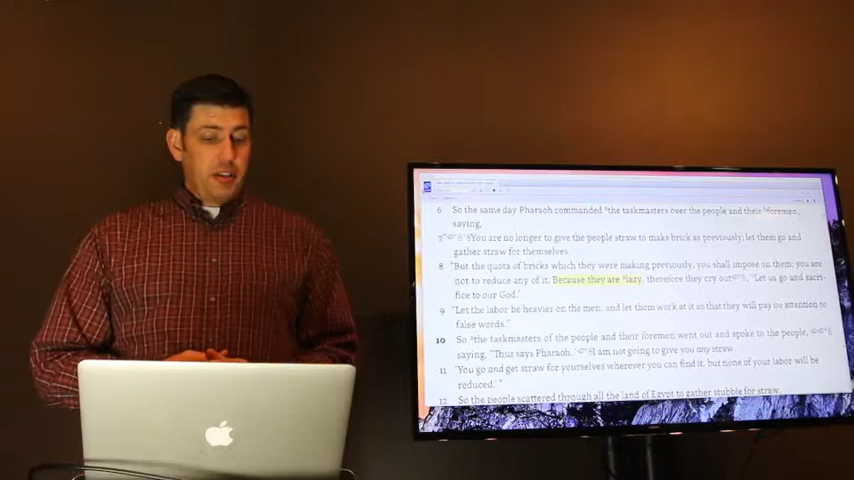 6 So the same day Pharaoh commanded the taskmasters over the people and their foremen,
saying,
7 "You are no longer to give the people straw to make brick as previously; let them go and
gather straw for themselves.
8 "But the quota of bricks which they were making previously, you shall impose on them; you are
not to reduce any of it. Because they are lazy, therefore they cry out, 'Let us go and sacri-
fice to our God.'
9 "Let the labor be heavier on the men, and let them work at it so that they will pay no attention to
false words."
10 So the taskmasters of the people and their foremen went out and spoke to the people,
saying, "Thus says Pharaoh, 'I am not going to give you any straw.
11 'You go and get straw for yourselves wherever you can find it, but none of your labor will be
reduced.'"
12 So the people scattered through all the land of Egypt to gather stubble for straw.